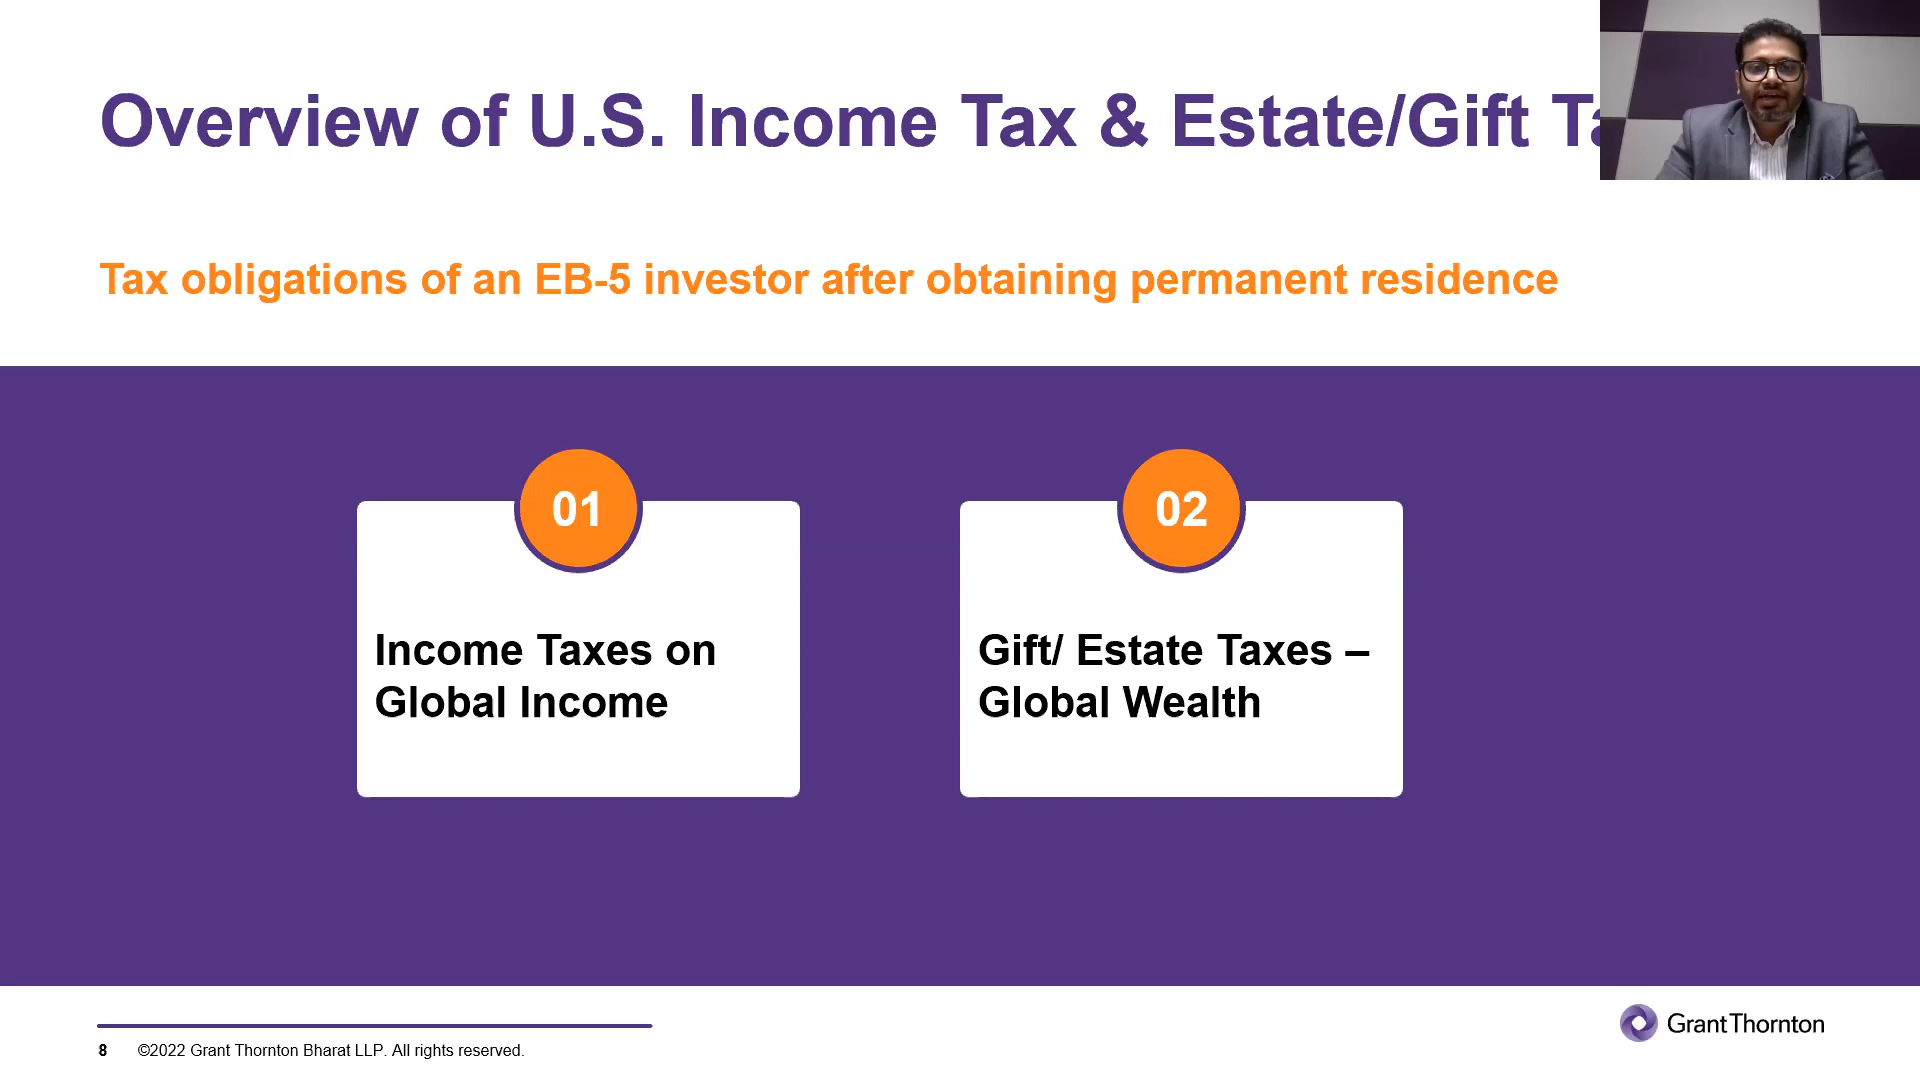 Overview of U.S. Income Tax & Estate/Gift
Tax obligations of an EB-5 investor after obtaining permanent residence
01
02
Income Taxes on
Global Income
Gift/ Estate Taxes –
Global Wealth
8 ©2022 Grant Thornton Bharat LLP. All rights reserved.
Grant Thornton